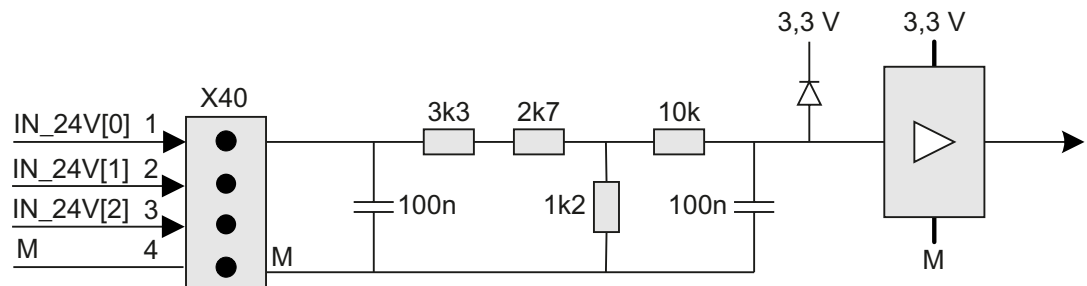 3,3 V 3,3 V
X40 3k3 2k7 10k
IN_24V[0] 1
IN_24V[1] 2
IN_24V[2] 3
100n 1k2 100n
M 4 M M